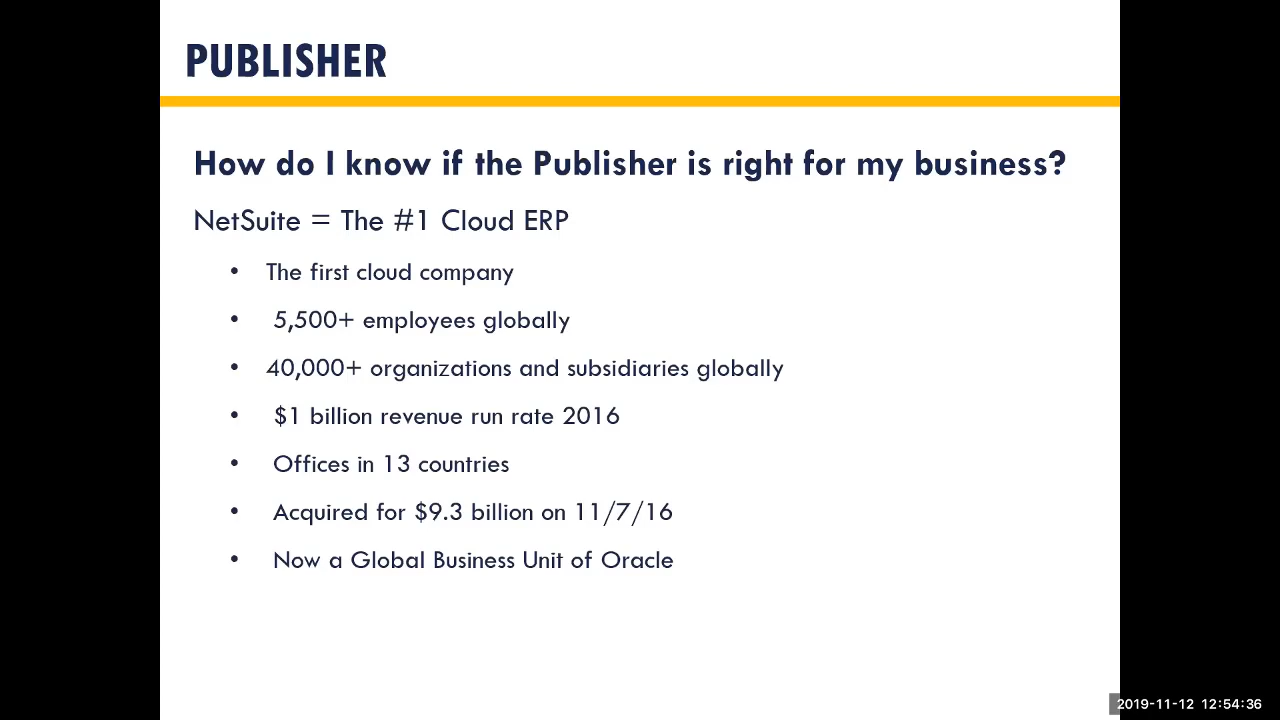 PUBLISHER
How do I know if the Publisher is right for my business?
NetSuite = The #1 Cloud ERP
• The first cloud company
• 5,500+ employees globally
• 40,000+ organizations and subsidiaries globally
• $1 billion revenue run rate 2016
• Offices in 13 countries
• Acquired for $9.3 billion on 11/7/16
• Now a Global Business Unit of Oracle
2019-11-12 12:54:36